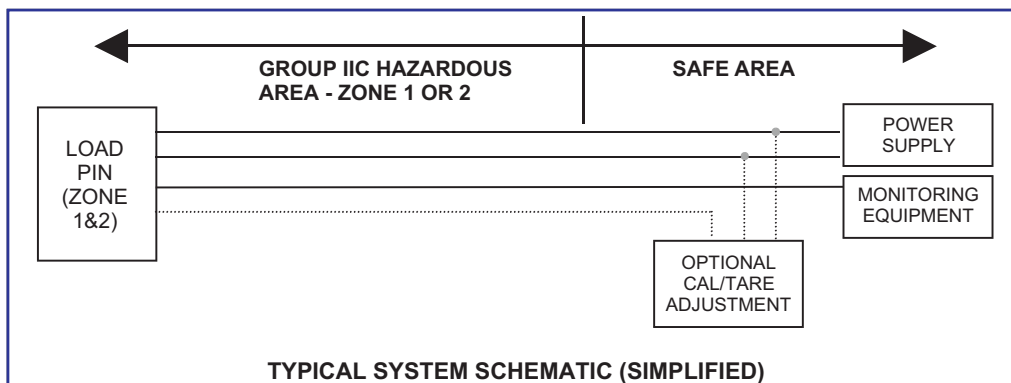 GROUP IIC HAZARDOUS
AREA - ZONE 1 OR 2
SAFE AREA
LOAD
PIN
(ZONE
1&2)
POWER
SUPPLY
MONITORING
EQUIPMENT
OPTIONAL
CAL/TARE
ADJUSTMENT
TYPICAL SYSTEM SCHEMATIC (SIMPLIFIED)